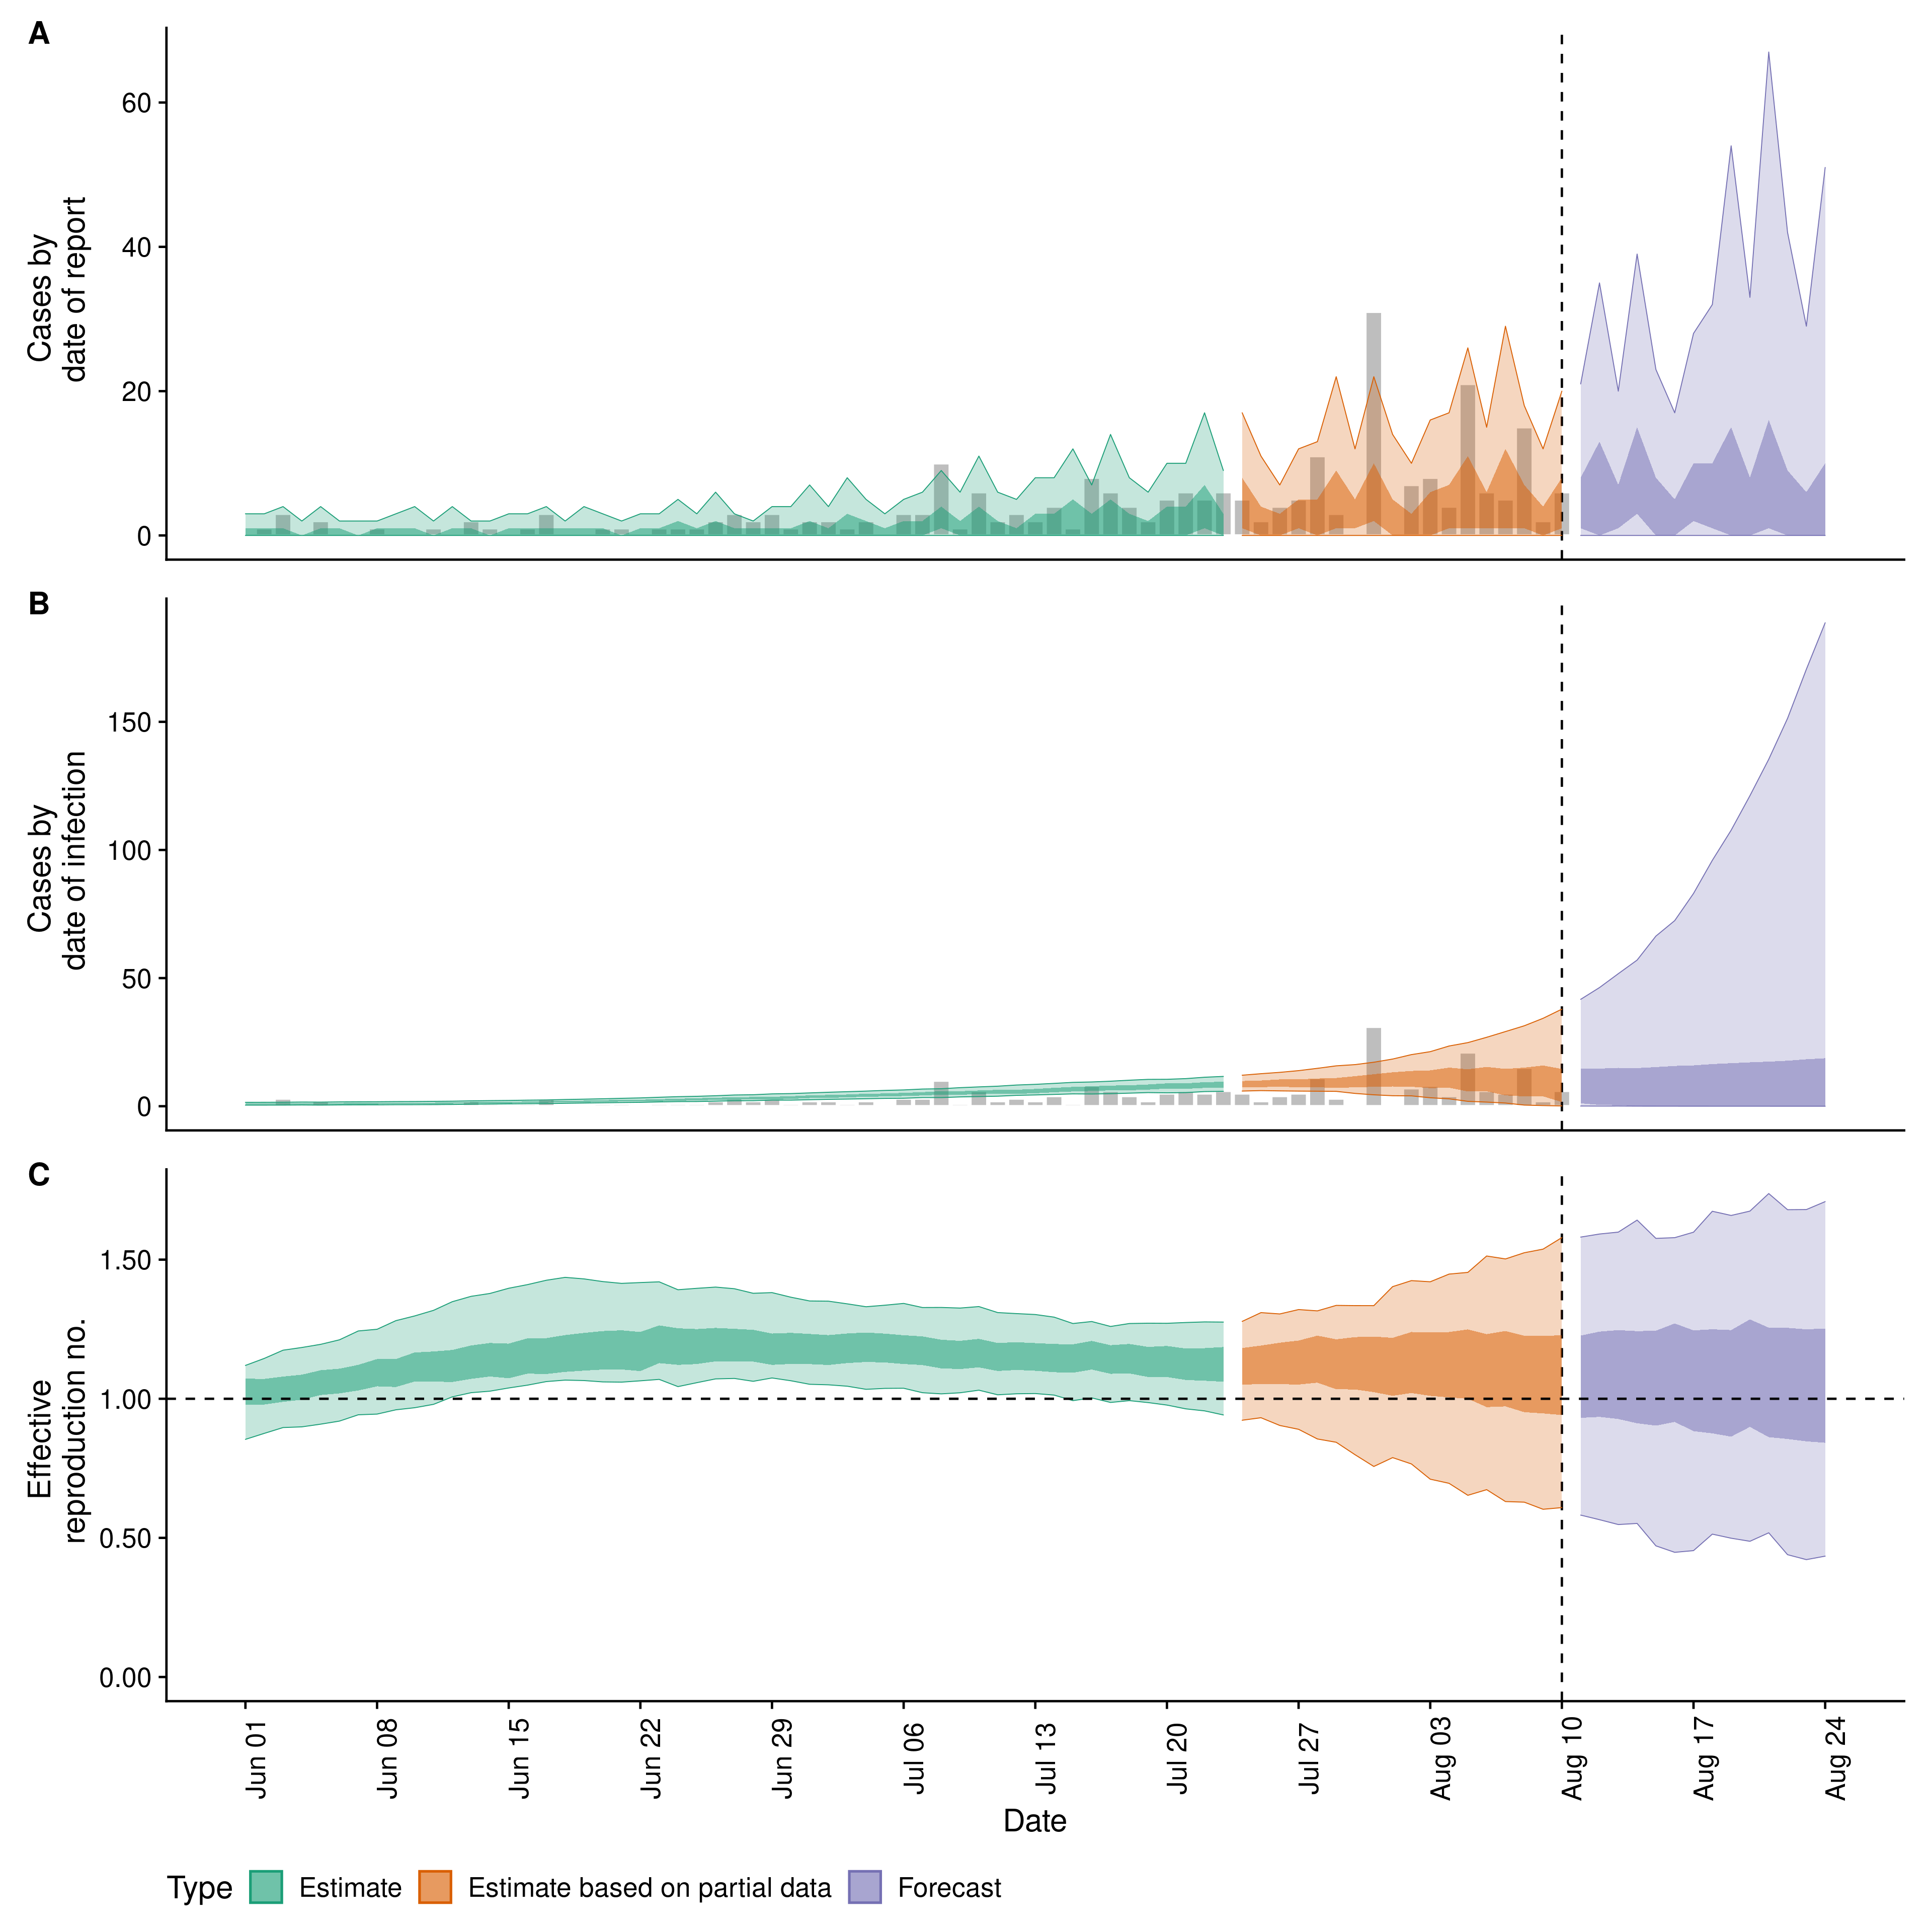 A
Cases by
date of report
60
40
20
0
B
Cases by
date of infection
150
100
50
0
C
Effective
reproduction no.
1.50
1.00
0.50
0.00
Jun 01
Jun 08
Jun 15
Jun 22
Jun 29
Jul 06
Jul 13
Jul 20
Jul 27
Aug 03
Aug 10
Aug 17
Aug 24
Date
Type Estimate Estimate based on partial data Forecast